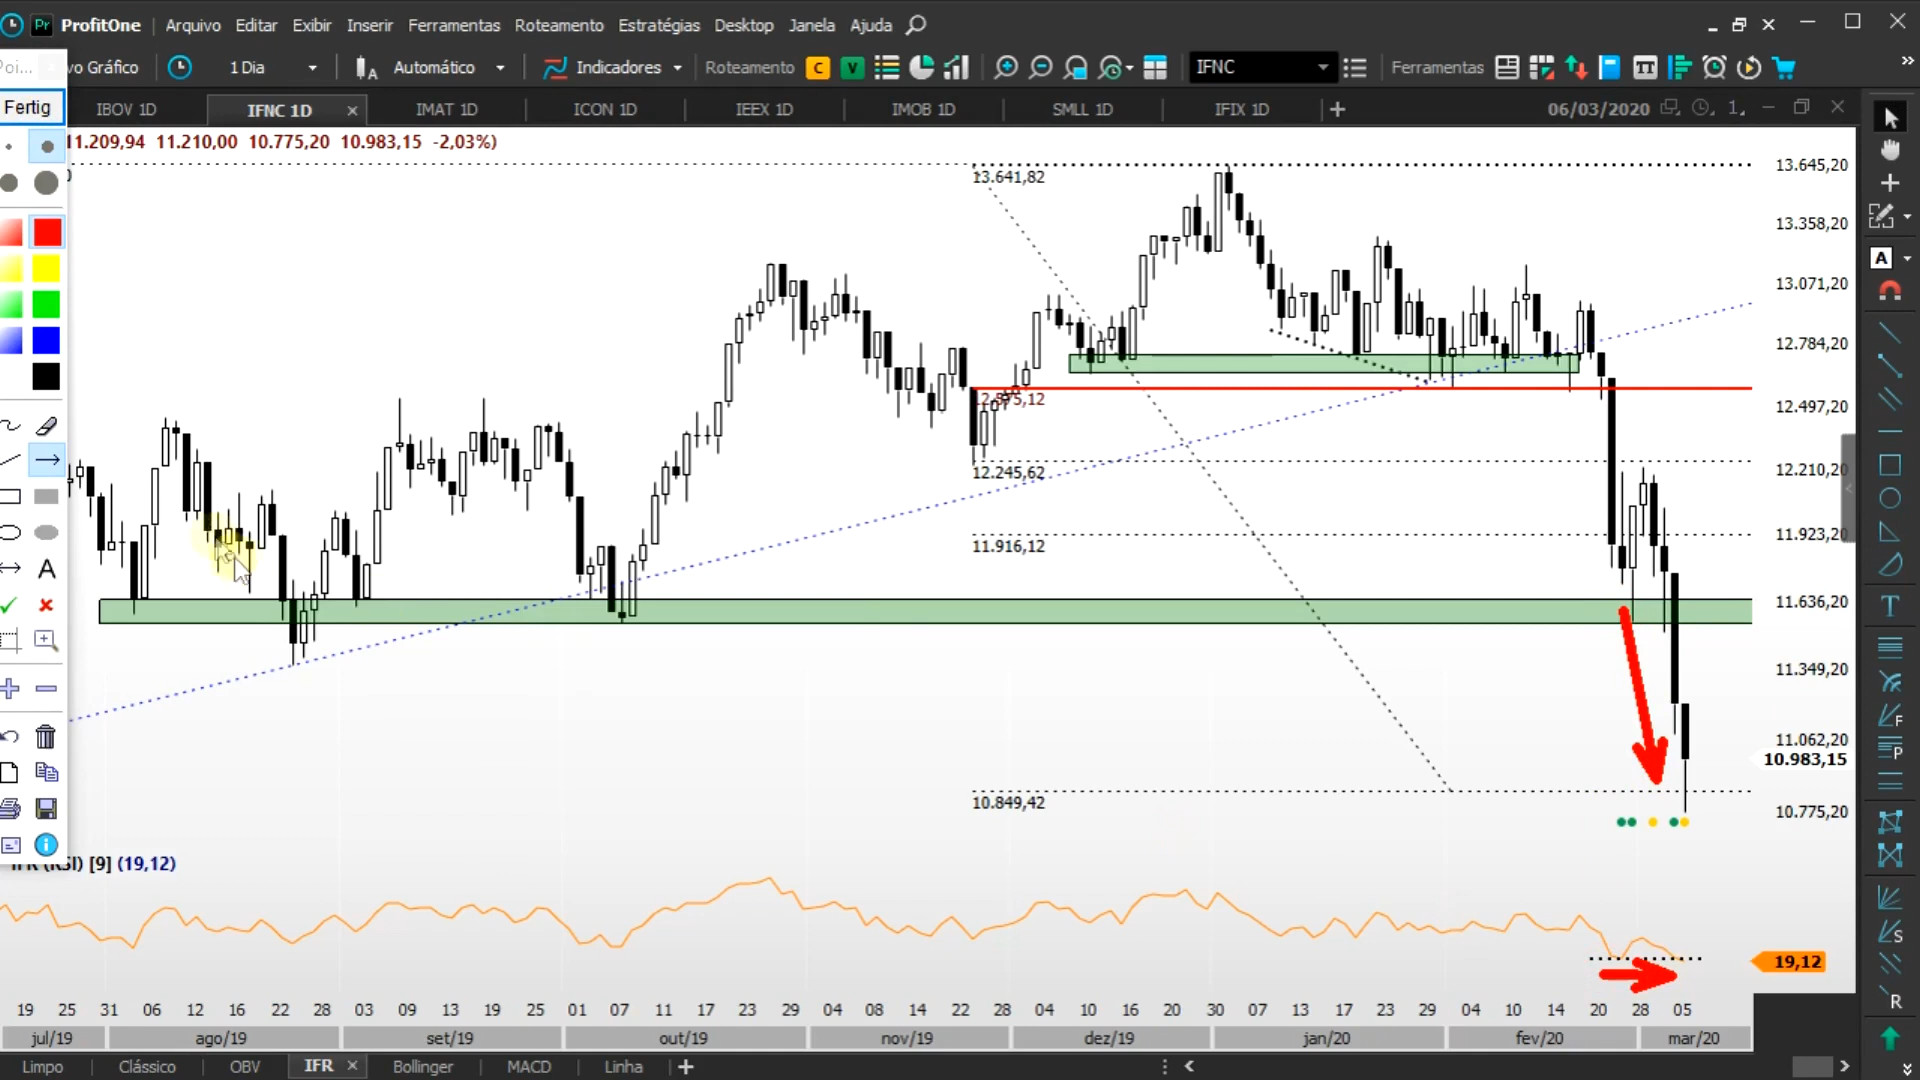 Pr ProfitOne Arquivo Editar Exibir Inserir Ferramentas Roteamento Estratégias Desktop Janela Ajuda
vo Gráfico 1 Dia A Automático Indicadores Roteamento C V IFNC Ferramentas
Fertig IBOV 1D IFNC 1D IMAT 1D ICON 1D IEEX 1D IMOB 1D SMLL 1D IFIX 1D 06/03/2020 1
11.209,94 11.210,00 10.775,20 10.983,15 -2,03%)
13.645,20
13.641,82
13.358,20
13.071,20
12.784,20
12.575,12
12.497,20
12.245,62
12.210,20
11.923,20
11.916,12
11.636,20
11.349,20
11.062,20
10.983,15
10.849,42
10.775,20
A
A
T
F
P
S
R
IFR (RSI) [9] (19,12)
19,12
19 25 31 06 12 16 22 28 03 09 13 19 25 01 07 11 17 23 29 04 08 14 22 28 04 10 16 20 30 07 13 17 23 29 04 10 14 20 28 05
jul/19 ago/19 set/19 out/19 nov/19 dez/19 jan/20 fev/20 mar/20
Limpo Clássico OBV IFR Bollinger MACD Linha